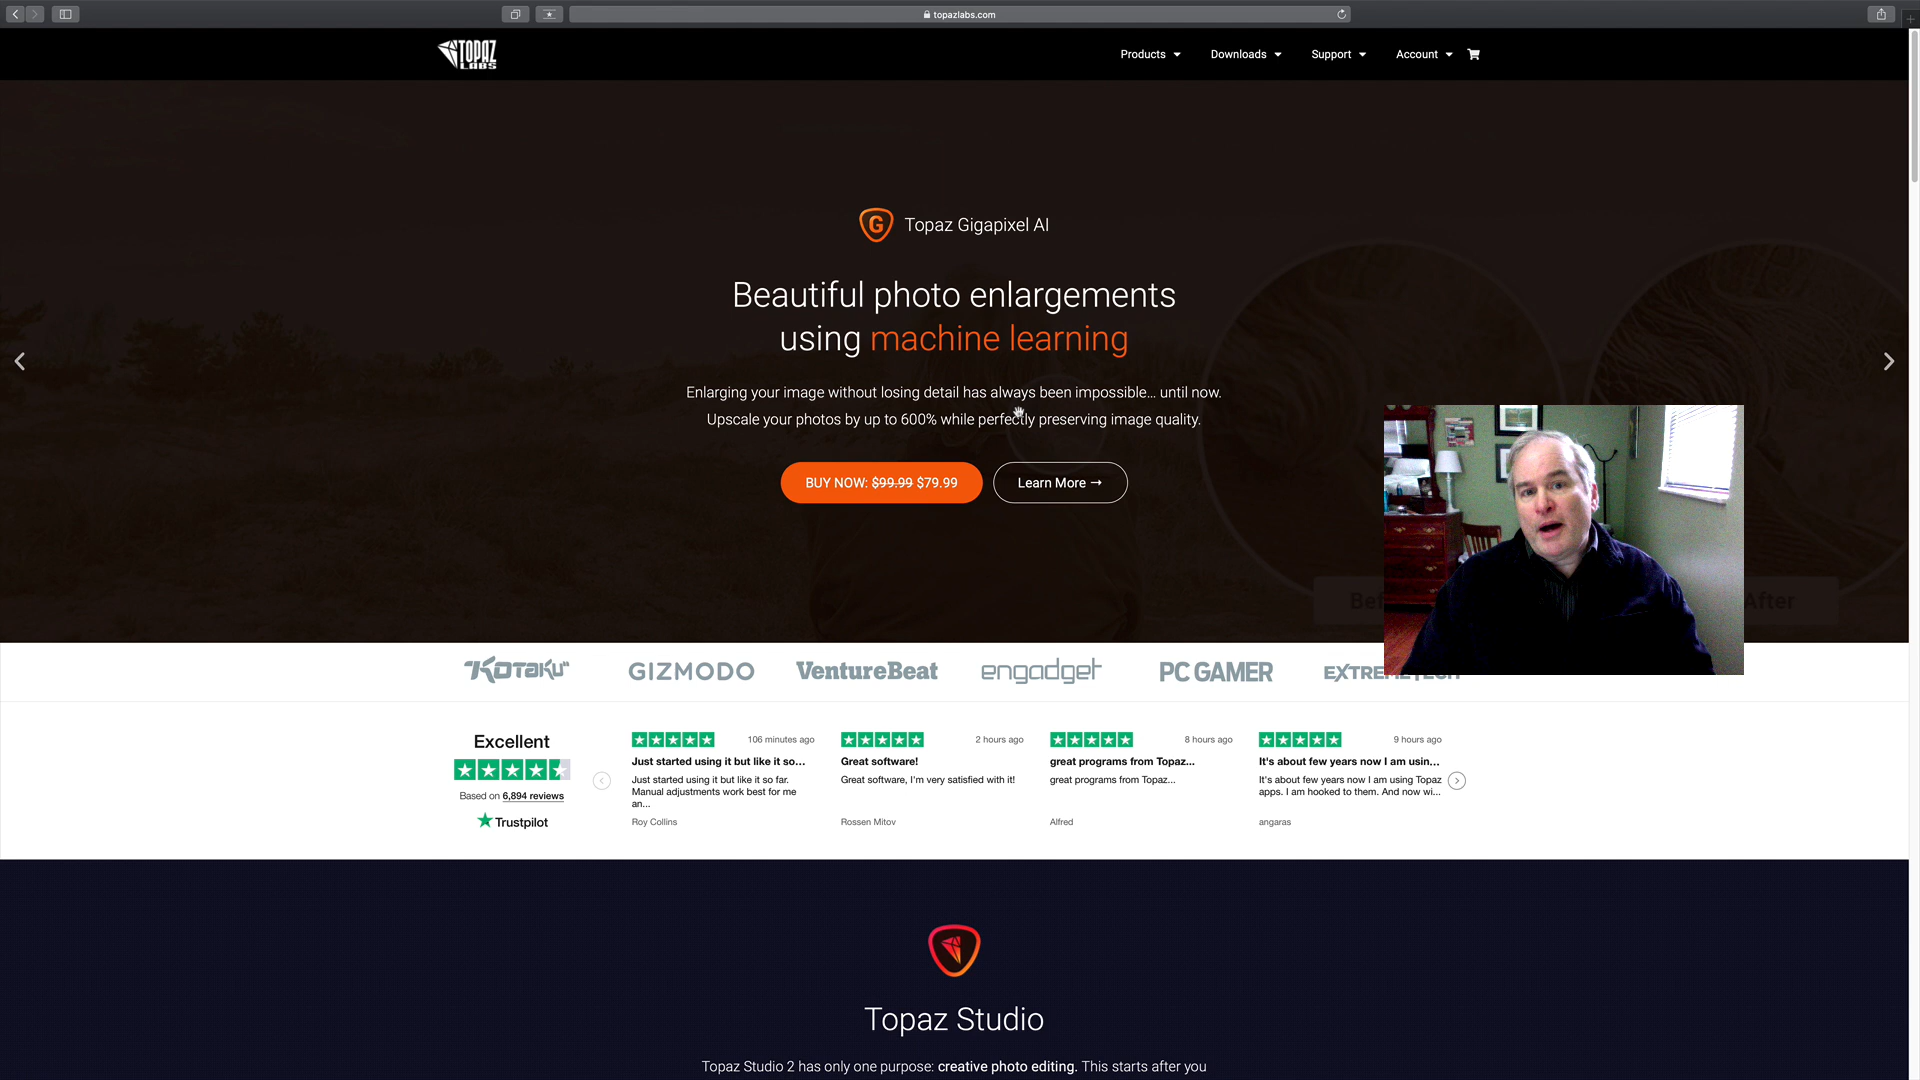 topazlabs.com
TOPAZ
LABS
Products
Downloads
Support
Account
G
Topaz Gigapixel AI
Beautiful photo enlargements
using machine learning
Enlarging your image without losing detail has always been impossible... until now.
Upscale your photos by up to 600% while perfectly preserving image quality.
BUY NOW: $99.99 $79.99
Learn More →
After
KOTAKU
GIZMODO
VentureBeat
engadget
PC GAMER
Excellent
Based on 6,894 reviews
Trustpilot
106 minutes ago
Just started using it but like it so...
Just started using it but like it so far.
Manual adjustments work best for me
an...
Roy Collins
2 hours ago
Great software!
Great software, I'm very satisfied with it!
Rossen Mitov
8 hours ago
great programs from Topaz...
great programs from Topaz...
Alfred
9 hours ago
It's about few years now I am usin...
It's about few years now I am using Topaz
apps. I am hooked to them. And now wi...
angaras
Topaz Studio
Topaz Studio 2 has only one purpose: creative photo editing. This starts after you